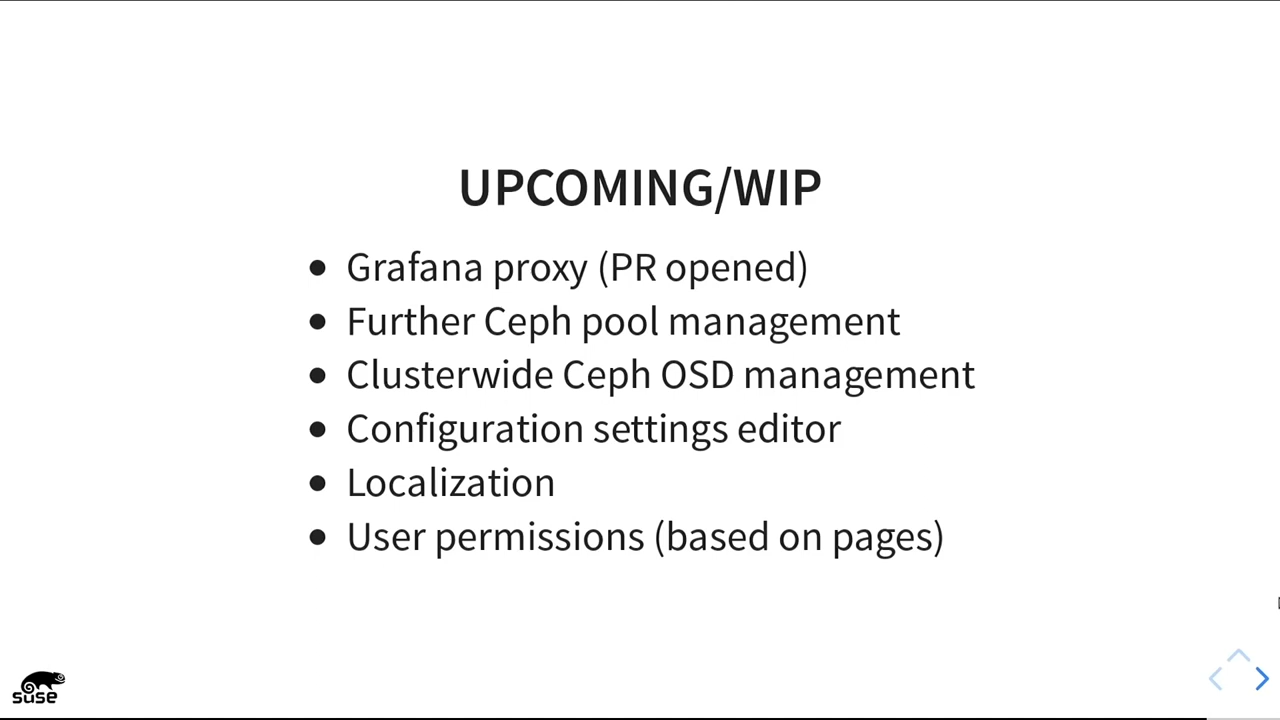 UPCOMING/WIP
Grafana proxy (PR opened)
Further Ceph pool management
Clusterwide Ceph OSD management
Configuration settings editor
Localization
User permissions (based on pages)
suse